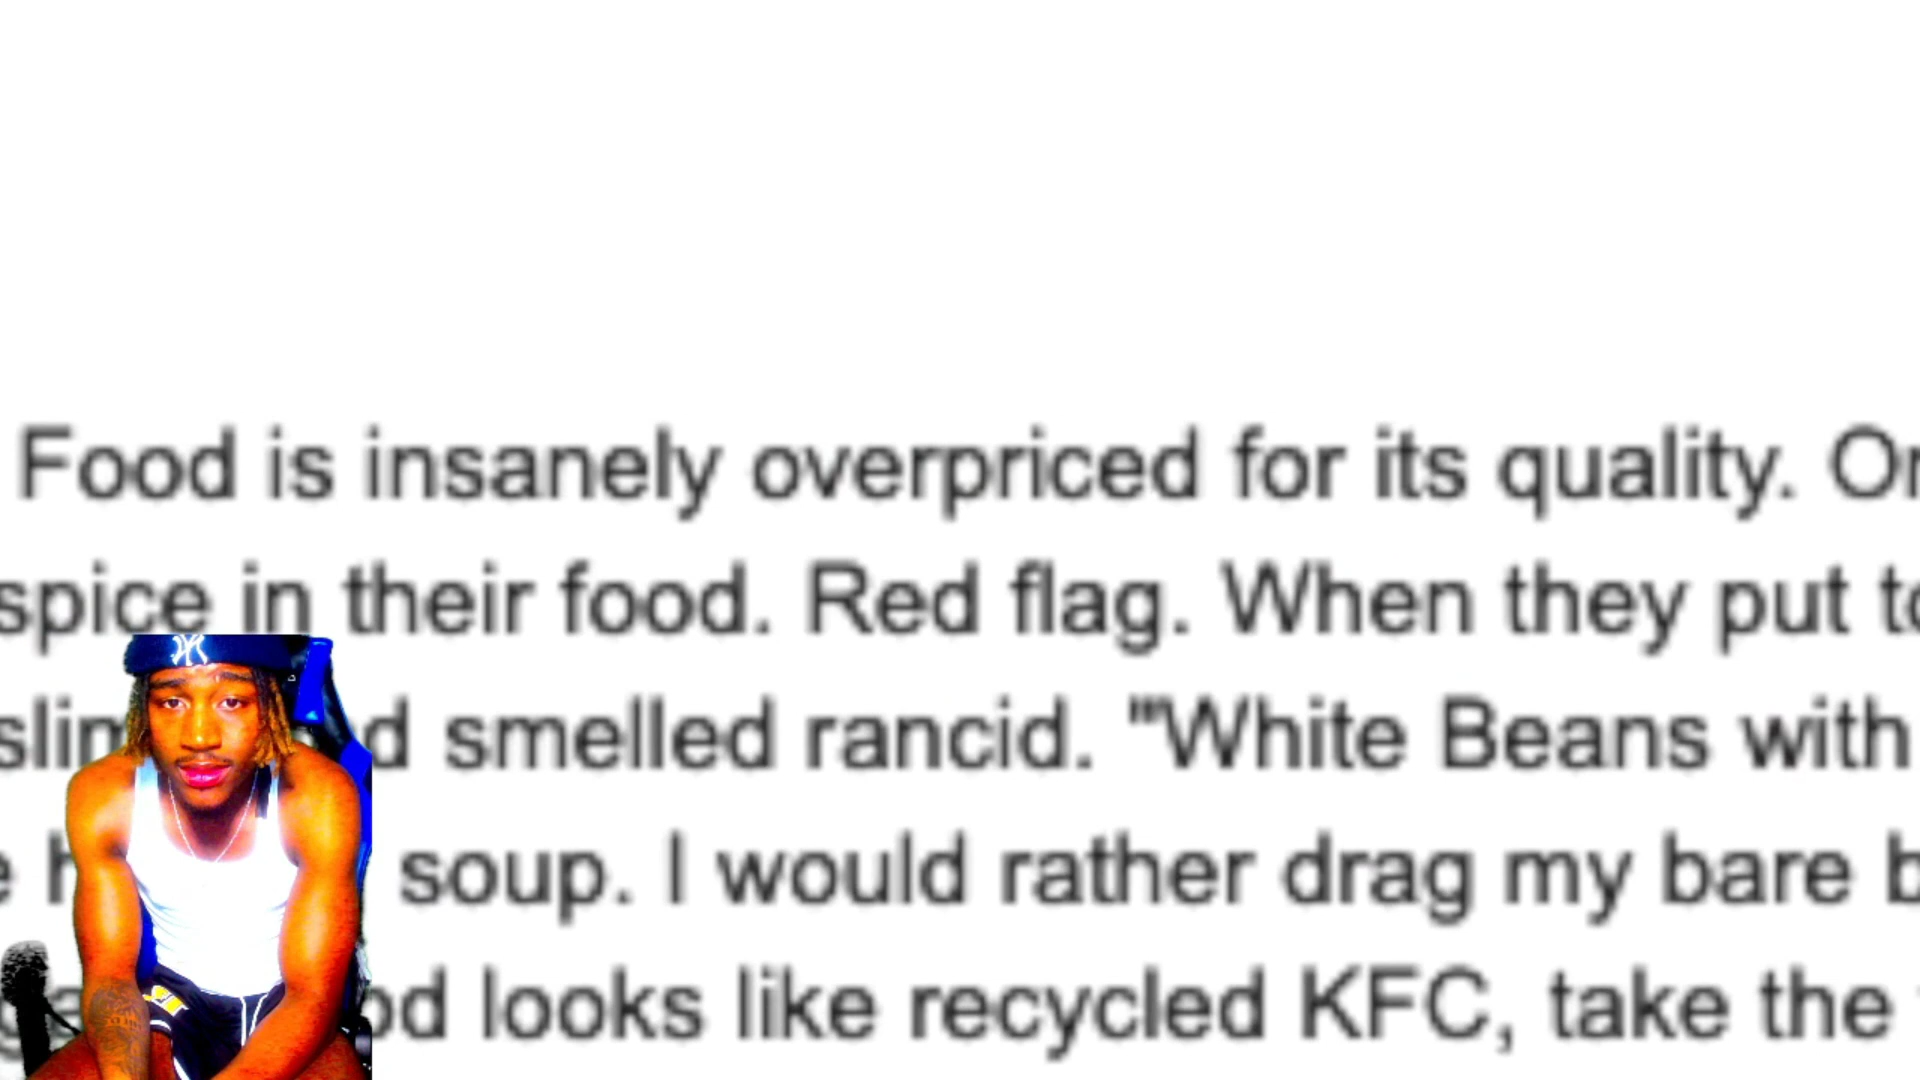 Food is insanely overpriced for its quality.
spice in their food. Red flag. When they put
smelled rancid. "White Beans with
soup. I would rather drag my bare
looks like recycled KFC, take the